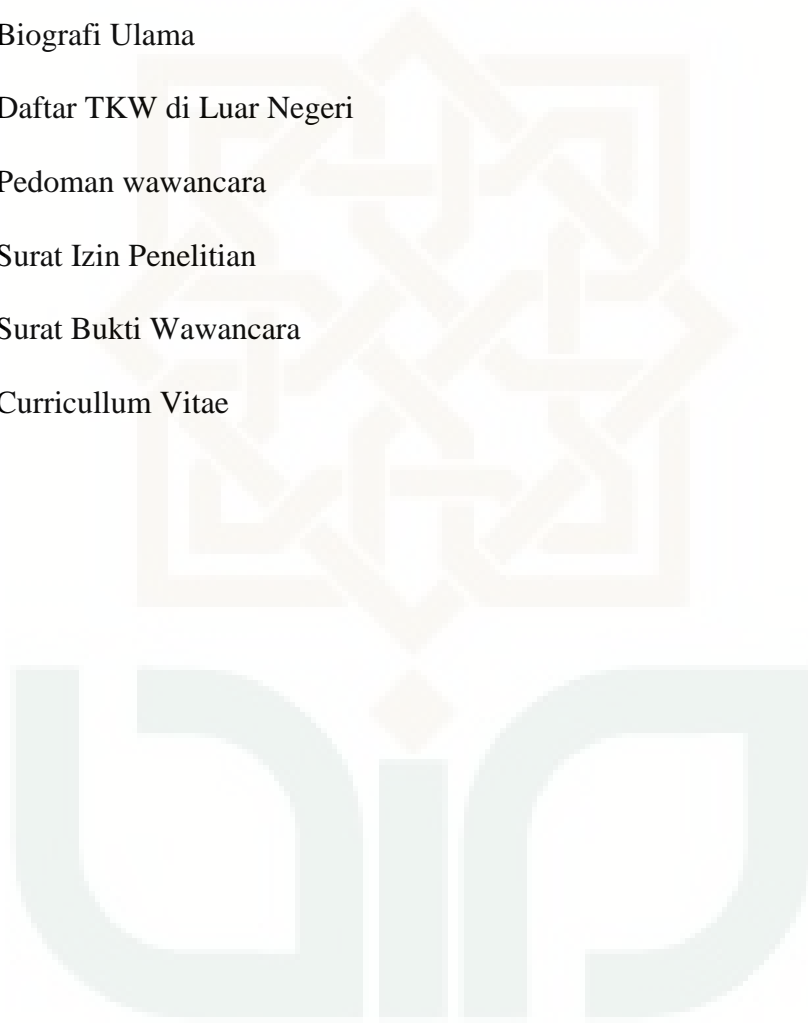 Biografi Ulama
Daftar TKW di Luar Negeri
Pedoman wawancara
Surat Izin Penelitian
Surat Bukti Wawancara
Curricullum Vitae